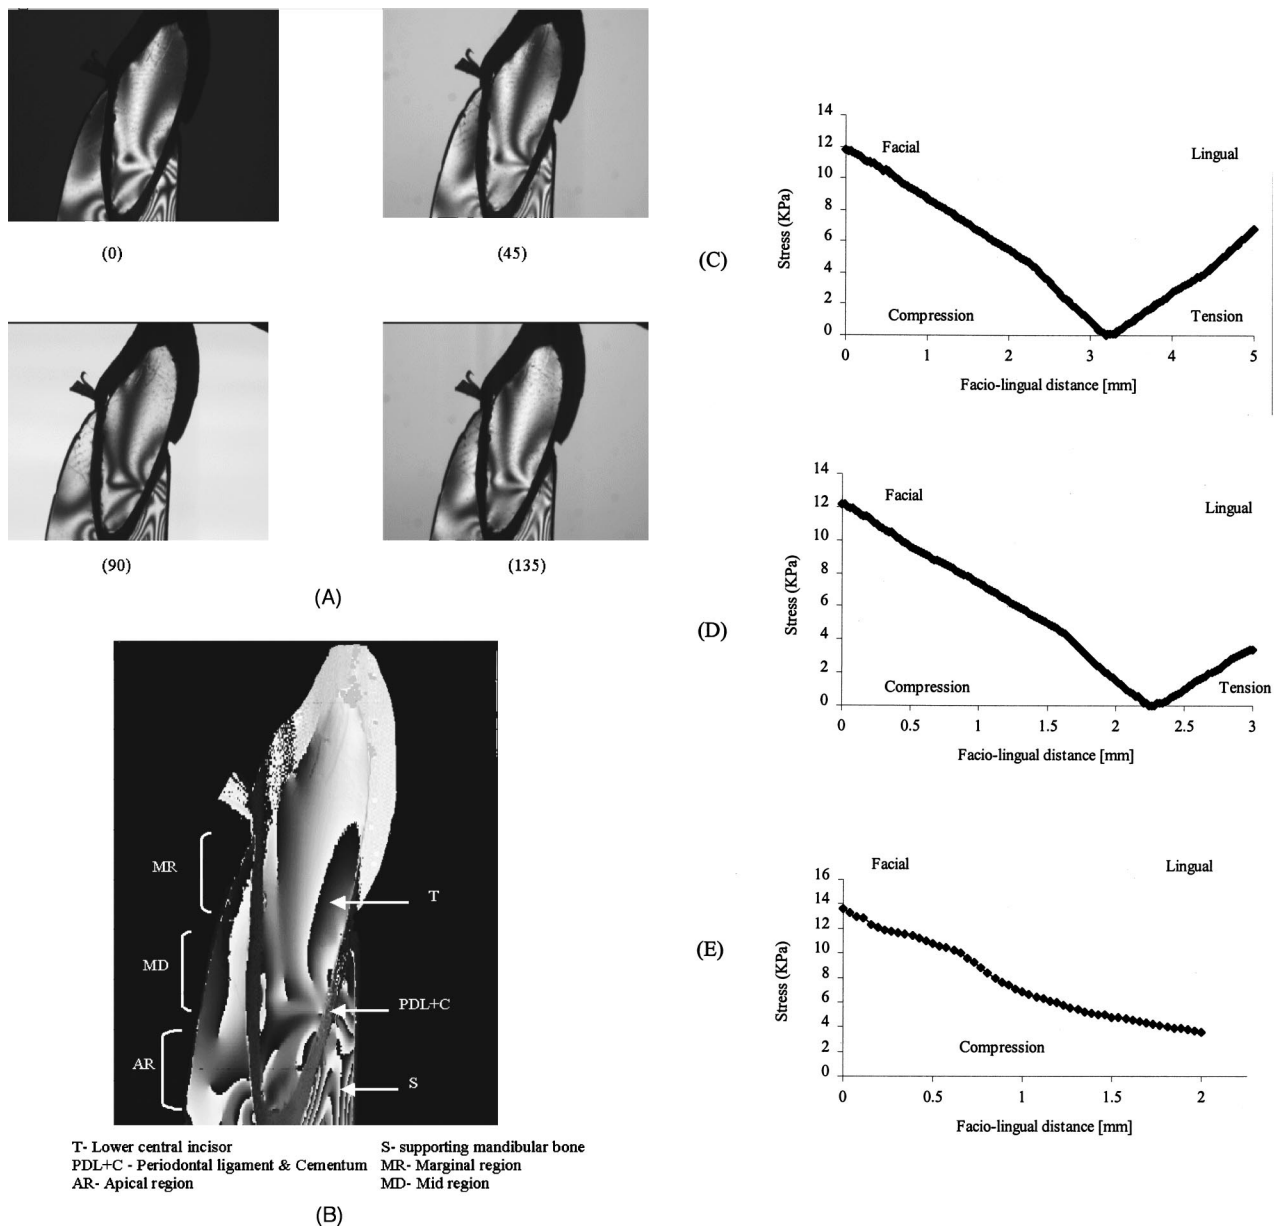 (0)
(45)
(90)
(135)
(A)
MR
T
MD
PDL+C
AR
S
T- Lower central incisor
S- supporting mandibular bone
PDL+C - Periodontal ligament & Cementum
MR- Marginal region
AR- Apical region
MD- Mid region
(B)
(C)
14
12
10
8
6
4
2
0
Stress (KPa)
Facial
Lingual
Compression
Tension
0 1 2 3 4 5
Facio-lingual distance [mm]
(D)
14
12
10
8
6
4
2
0
Stress (KPa)
Facial
Lingual
Compression
Tension
0 0.5 1 1.5 2 2.5 3
Facio-lingual distance [mm]
(E)
16
14
12
10
8
6
4
2
0
Stress (KPa)
Facial
Lingual
Compression
0 0.5 1 1.5 2
Facio-lingual distance [mm]